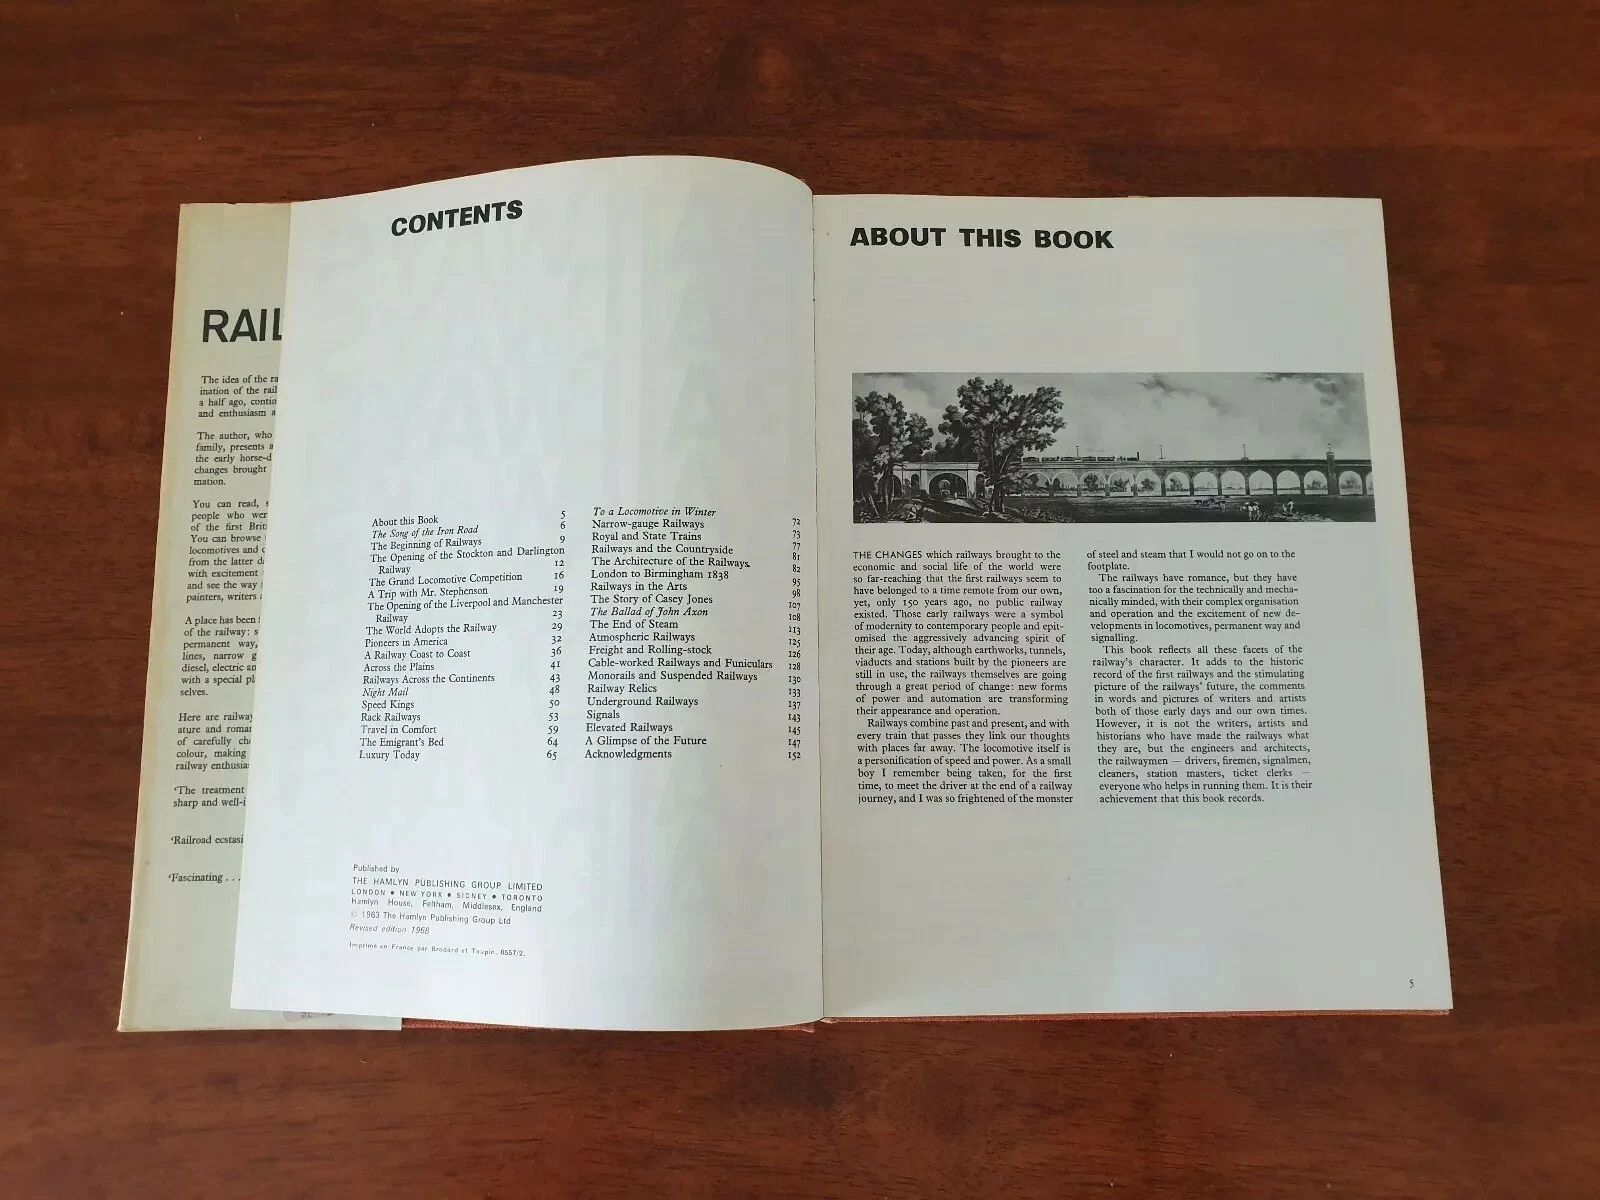 RAIL
The idea of the ra
ination of the rail
a half ago, contin
and enthusiasm a
The author, who
family, presents a
the early horse-d
changes brought
mation.
You can read, s
people who wer
of the first Briti
You can browse
locomotives and c
from the latter d
with excitement
and see the way i
painters, writers a
A place has been f
of the railway: s
permanent way,
lines, narrow g
diesel, electric an
with a special pl
selves.
Here are railway
ature and roman
of carefully cho
colour, making
railway enthusia
'The treatment
sharp and well-i
'Railroad ecstasi
'Fascinating . . .
CONTENTS
About this Book 5
The Song of the Iron Road 6
The Beginning of Railways 9
The Opening of the Stockton and Darlington
Railway 12
The Grand Locomotive Competition 16
A Trip with Mr. Stephenson 19
The Opening of the Liverpool and Manchester
Railway 23
The World Adopts the Railway 29
Pioneers in America 32
A Railway Coast to Coast 36
Across the Plains 41
Railways Across the Continents 43
Night Mail 48
Speed Kings 50
Rack Railways 53
Travel in Comfort 59
The Emigrant's Bed 64
Luxury Today 65
To a Locomotive in Winter 72
Narrow-gauge Railways 73
Royal and State Trains 77
Railways and the Countryside 81
The Architecture of the Railways 82
London to Birmingham 1838 95
Railways in the Arts 98
The Story of Casey Jones 107
The Ballad of John Axon 108
The End of Steam 113
Atmospheric Railways 125
Freight and Rolling-stock 126
Cable-worked Railways and Funiculars 128
Monorails and Suspended Railways 130
Railway Relics 133
Underground Railways 137
Signals 143
Elevated Railways 145
A Glimpse of the Future 147
Acknowledgments 152
Published by
THE HAMLYN PUBLISHING GROUP LIMITED
LONDON • NEW YORK • SIDNEY • TORONTO
Hamlyn House, Feltham, Middlesex, England
© 1963 The Hamlyn Publishing Group Ltd
Revised edition 1968
Imprimé en France par Brodard et Taupin. 8557/2.
ABOUT THIS BOOK
THE CHANGES which railways brought to the
economic and social life of the world were
so far-reaching that the first railways seem to
have belonged to a time remote from our own,
yet, only 150 years ago, no public railway
existed. Those early railways were a symbol
of modernity to contemporary people and epit-
omised the aggressively advancing spirit of
their age. Today, although earthworks, tunnels,
viaducts and stations built by the pioneers are
still in use, the railways themselves are going
through a great period of change: new forms
of power and automation are transforming
their appearance and operation.
Railways combine past and present, and with
every train that passes they link our thoughts
with places far away. The locomotive itself is
a personification of speed and power. As a small
boy I remember being taken, for the first
time, to meet the driver at the end of a railway
journey, and I was so frightened of the monster
of steel and steam that I would not go on to the
footplate.
The railways have romance, but they have
too a fascination for the technically and mecha-
nically minded, with their complex organisation
and operation and the excitement of new de-
velopments in locomotives, permanent way and
signalling.
This book reflects all these facets of the
railway's character. It adds to the historic
record of the first railways and the stimulating
picture of the railways' future, the comments
in words and pictures of writers and artists
both of those early days and our own times.
However, it is not the writers, artists and
historians who have made the railways what
they are, but the engineers and architects,
the railwaymen — drivers, firemen, signalmen,
cleaners, station masters, ticket clerks —
everyone who helps in running them. It is their
achievement that this book records.
5